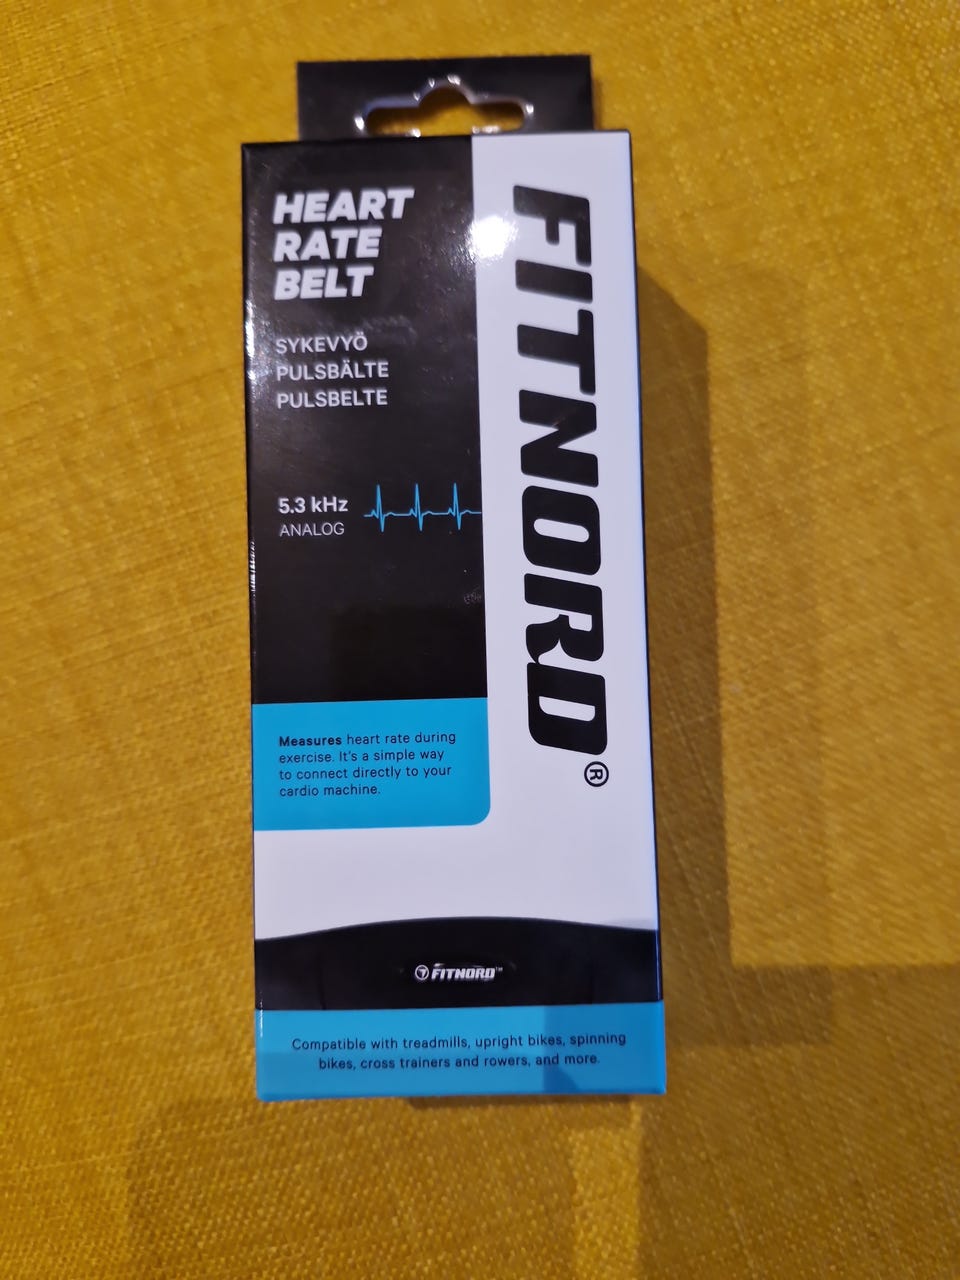 HEART
RATE
BELT
SYKEVYÖ
PULSBÄLTE
PULSBELTE
5.3 kHz
ANALOG
FITNORD®
Measures heart rate during
exercise. It's a simple way
to connect directly to your
cardio machine.
FITNORD™
Compatible with treadmills, upright bikes, spinning
bikes, cross trainers and rowers, and more.